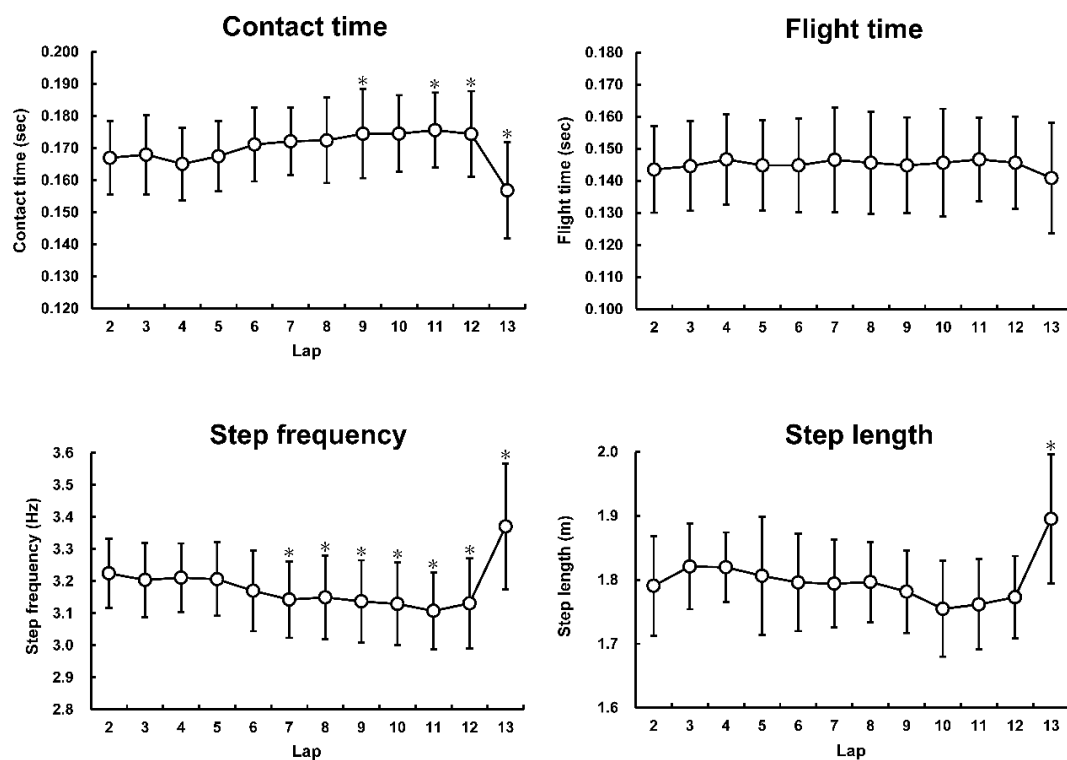 Contact time
0.200
0.190
0.180
0.170
0.160
0.150
0.140
0.130
0.120
Contact time (sec)
* * * *
2 3 4 5 6 7 8 9 10 11 12 13
Lap
Flight time
0.180
0.170
0.160
0.150
0.140
0.130
0.120
0.110
0.100
Flight time (sec)
2 3 4 5 6 7 8 9 10 11 12 13
Step frequency
3.6
3.5
3.4
3.3
3.2
3.1
3.0
2.9
2.8
Step frequency (Hz)
* * * * * * *
2 3 4 5 6 7 8 9 10 11 12 13
Lap
Step length
2.0
1.9
1.8
1.7
1.6
Step length (m)
*
2 3 4 5 6 7 8 9 10 11 12 13
Lap